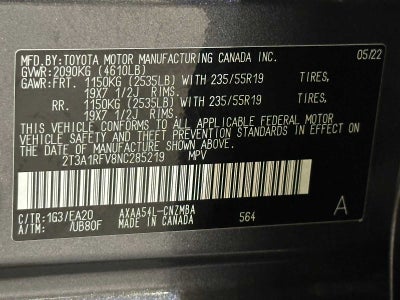 MFD.BY:TOYOTA MOTOR MANUFACTURING CANADA INC. 05/22
GVWR:2090KG (4610LB)
GAWR:FRT. 1150KG (2535LB) WITH 235/55R19 TIRES,
19X7 1/2J RIMS.
RR. 1150KG (2535LB) WITH 235/55R19 TIRES,
19X7 1/2J RIMS.
THIS VEHICLE CONFORMS TO ALL APPLICABLE FEDERAL MOTOR
VEHICLE SAFETY AND THEFT PREVENTION STANDARDS IN EFFECT
ON THE DATE OF MANUFACTURE SHOWN ABOVE.
2T3A1RFV8NC285219 MPV
C/TR:1G3/EA20 AXAA54L-CNZMBA 564 A
A/TM: /UB80F MADE IN CANADA